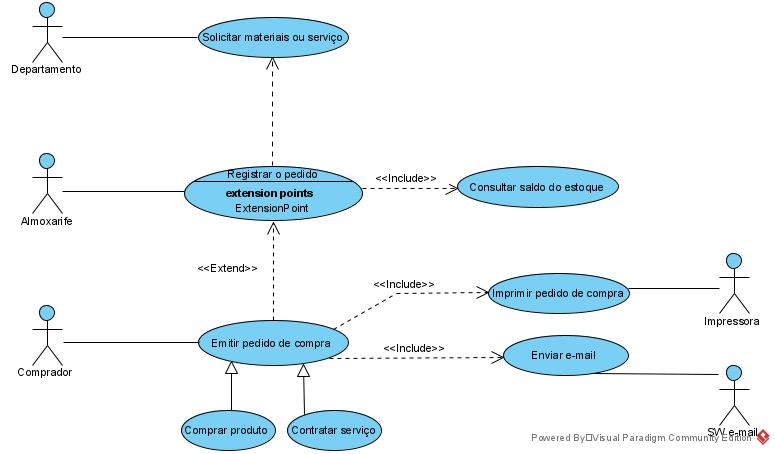 Departamento
Solicitar materiais ou serviço
Almoxarife
Registrar o pedido
extension points
ExtensionPoint
<<Include>>
Consultar saldo do estoque
<<Extend>>
<<Include>>
Imprimir pedido de compra
Impressora
Comprador
Emitir pedido de compra
<<Include>>
Enviar e-mail
SW e-mail
Comprar produto
Contratar serviço
Powered By Visual Paradigm Community Edition